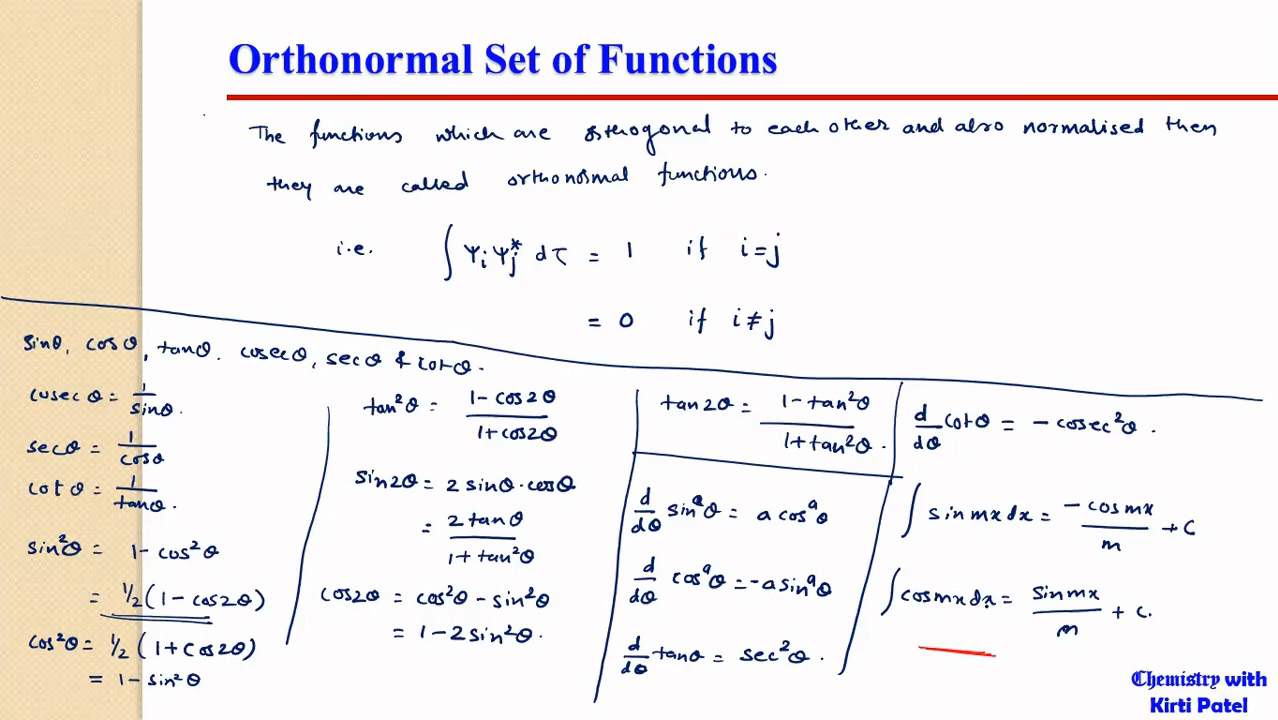 Orthonormal Set of Functions
The functions which are orthogonal to each other and also normalised then
they are called orthonormal functions.
i.e. ∫ Ψi Ψj* dτ = 1 if i=j
= 0 if i≠j
sinθ, cosθ, tanθ. cosecθ, secθ & cotθ.
cosecθ = 1/sinθ.
secθ = 1/cosθ
cotθ = 1/tanθ.
sin²θ = 1-cos²θ
= 1/2(1-cos2θ)
cos²θ = 1/2(1+cos2θ)
= 1-sin²θ
tan²θ = 1-cos2θ/1+cos2θ
sin2θ = 2 sinθ·cosθ
= 2tanθ/1+tan²θ
cos2θ = cos²θ - sin²θ
= 1-2sin²θ.
tan2θ = 1-tan²θ/1+tan²θ.
d/dθ sinᵃθ = a cosᵃθ
d/dθ cosᵃθ = -a sinᵃθ
d/dθ tanθ = sec²θ.
d/dθ cotθ = -cosec²θ.
∫ sin mx dx = -cos mx/m + C
∫ cos mx dx = sin mx/m + C.
Chemistry with
Kirti Patel